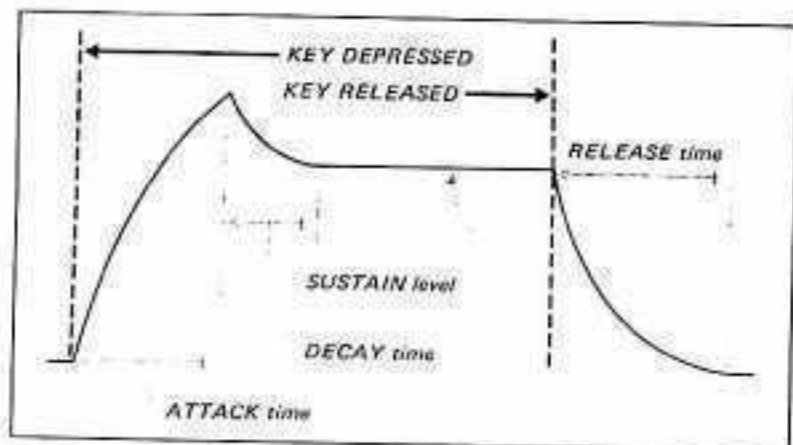 KEY DEPRESSED
KEY RELEASED
RELEASE time
SUSTAIN level
DECAY time
ATTACK time